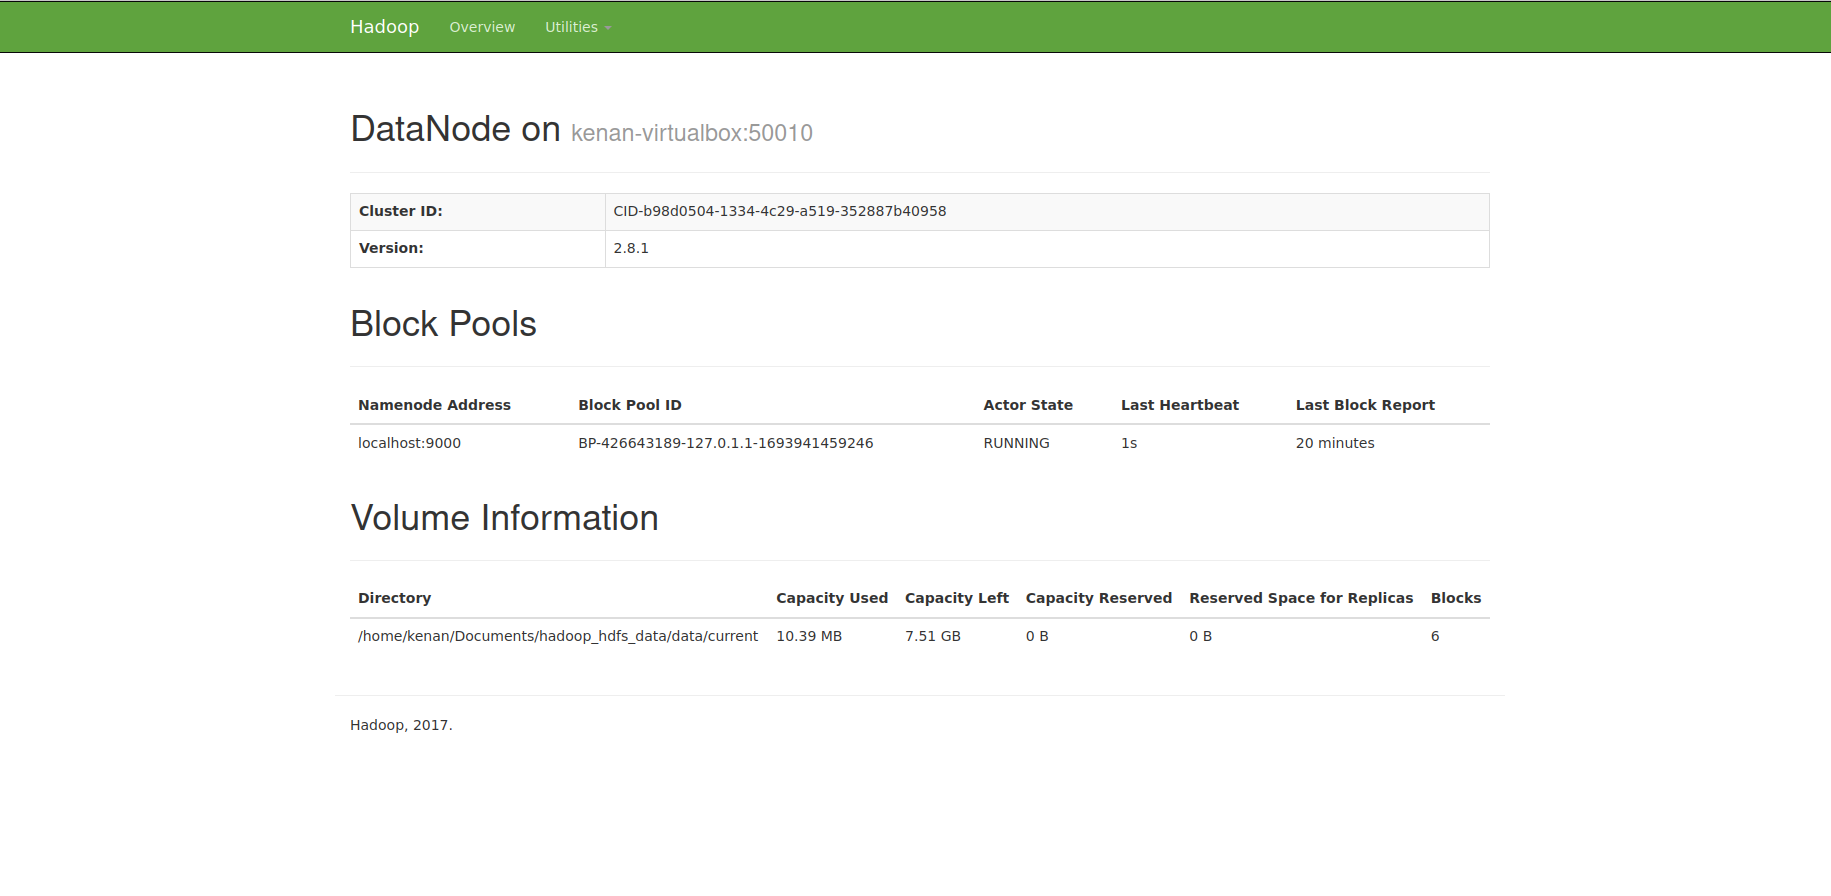 Hadoop Overview Utilities
DataNode on kenan-virtualbox:50010
Cluster ID: CID-b98d0504-1334-4c29-a519-352887b40958
Version: 2.8.1
Block Pools
Namenode Address Block Pool ID Actor State Last Heartbeat Last Block Report
localhost:9000 BP-426643189-127.0.1.1-1693941459246 RUNNING 1s 20 minutes
Volume Information
Directory Capacity Used Capacity Left Capacity Reserved Reserved Space for Replicas Blocks
/home/kenan/Documents/hadoop_hdfs_data/data/current 10.39 MB 7.51 GB 0 B 0 B 6
Hadoop, 2017.